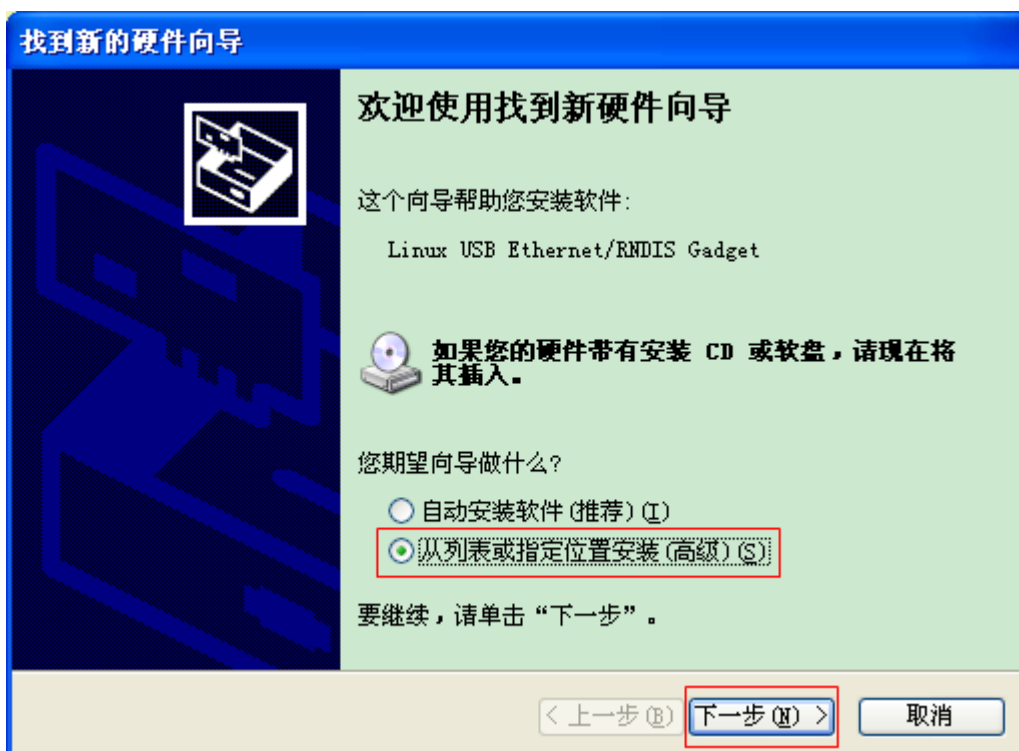 找到新的硬件向导
欢迎使用找到新硬件向导
这个向导帮助您安装软件:
Linux USB Ethernet/RNDIS Gadget
如果您的硬件带有安装 CD 或软盘，请现在将
其插入。
您期望向导做什么?
自动安装软件(推荐)(I)
从列表或指定位置安装(高级)(S)
要继续，请单击“下一步”。
< 上一步(B)
下一步(N) >
取消